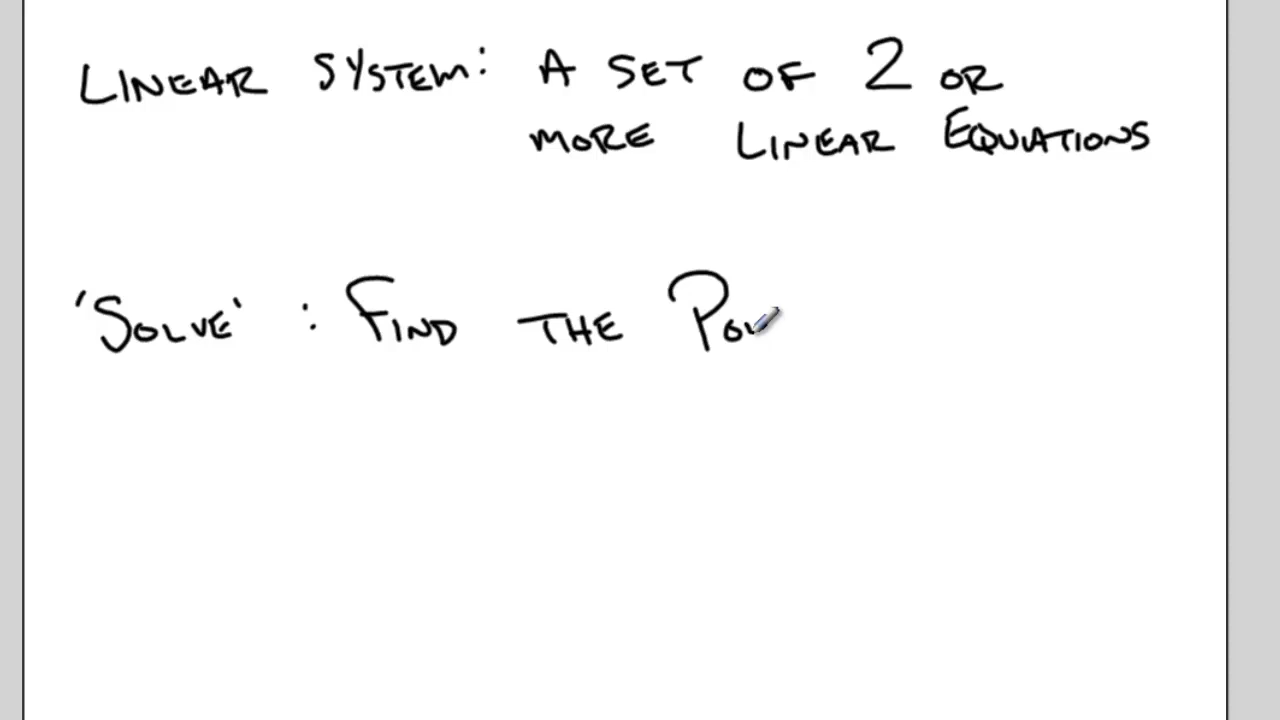 LINEAR SYSTEM: A SET OF 2 OR
MORE LINEAR EQUATIONS
'SOLVE' : FIND THE